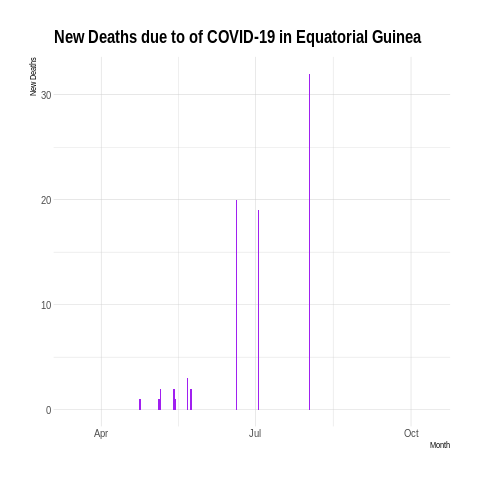 New Deaths due to of COVID-19 in Equatorial Guinea
New Deaths
30
20
10
0
Apr
Jul
Oct
Month